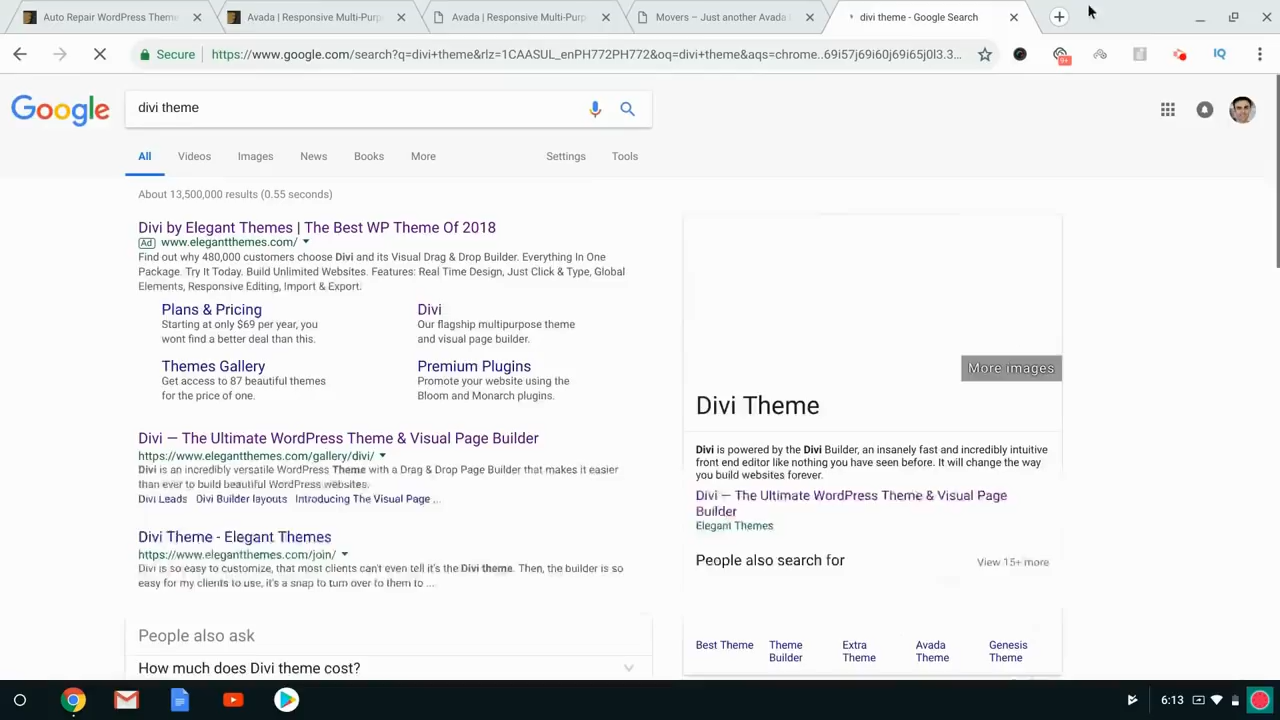 Auto Repair WordPress Theme
Avada | Responsive Multi-Purp
Avada | Responsive Multi-Purp
Movers – Just another Avada
divi theme - Google Search
Secure
https://www.google.com/search?q=divi+theme&rlz=1CAASUL_enPH772PH772&oq=divi+theme&aqs=chrome..69i57j69i60j69i65j0l3.3...
9+
IQ
Google
divi theme
All Videos Images News Books More Settings Tools
About 13,500,000 results (0.55 seconds)
Divi by Elegant Themes | The Best WP Theme Of 2018
Ad www.elegantthemes.com/
Find out why 480,000 customers choose Divi and its Visual Drag & Drop Builder. Everything In One
Package. Try It Today. Build Unlimited Websites. Features: Real Time Design, Just Click & Type, Global
Elements, Responsive Editing, Import & Export.
Plans & Pricing
Starting at only $69 per year, you
wont find a better deal than this.
Divi
Our flagship multipurpose theme
and visual page builder.
Themes Gallery
Get access to 87 beautiful themes
for the price of one.
Premium Plugins
Promote your website using the
Bloom and Monarch plugins.
Divi — The Ultimate WordPress Theme & Visual Page Builder
https://www.elegantthemes.com/gallery/divi/
Divi is an incredibly versatile WordPress Theme with a Drag & Drop Page Builder that makes it easier
than ever to build beautiful WordPress websites.
Divi Leads Divi Builder layouts Introducing The Visual Page ...
Divi Theme - Elegant Themes
https://www.elegantthemes.com/join/
Divi is so easy to customize, that most clients can't even tell it's the Divi theme. Then, the builder is so
easy for my clients to use, it's a snap to turn over to them to ...
People also ask
How much does Divi theme cost?
More images
Divi Theme
Divi is powered by the Divi Builder, an insanely fast and incredibly intuitive
front end editor like nothing you have seen before. It will change the way
you build websites forever.
Divi — The Ultimate WordPress Theme & Visual Page
Builder
Elegant Themes
People also search for
View 15+ more
Best Theme
Theme
Builder
Extra
Theme
Avada
Theme
Genesis
Theme
6:13